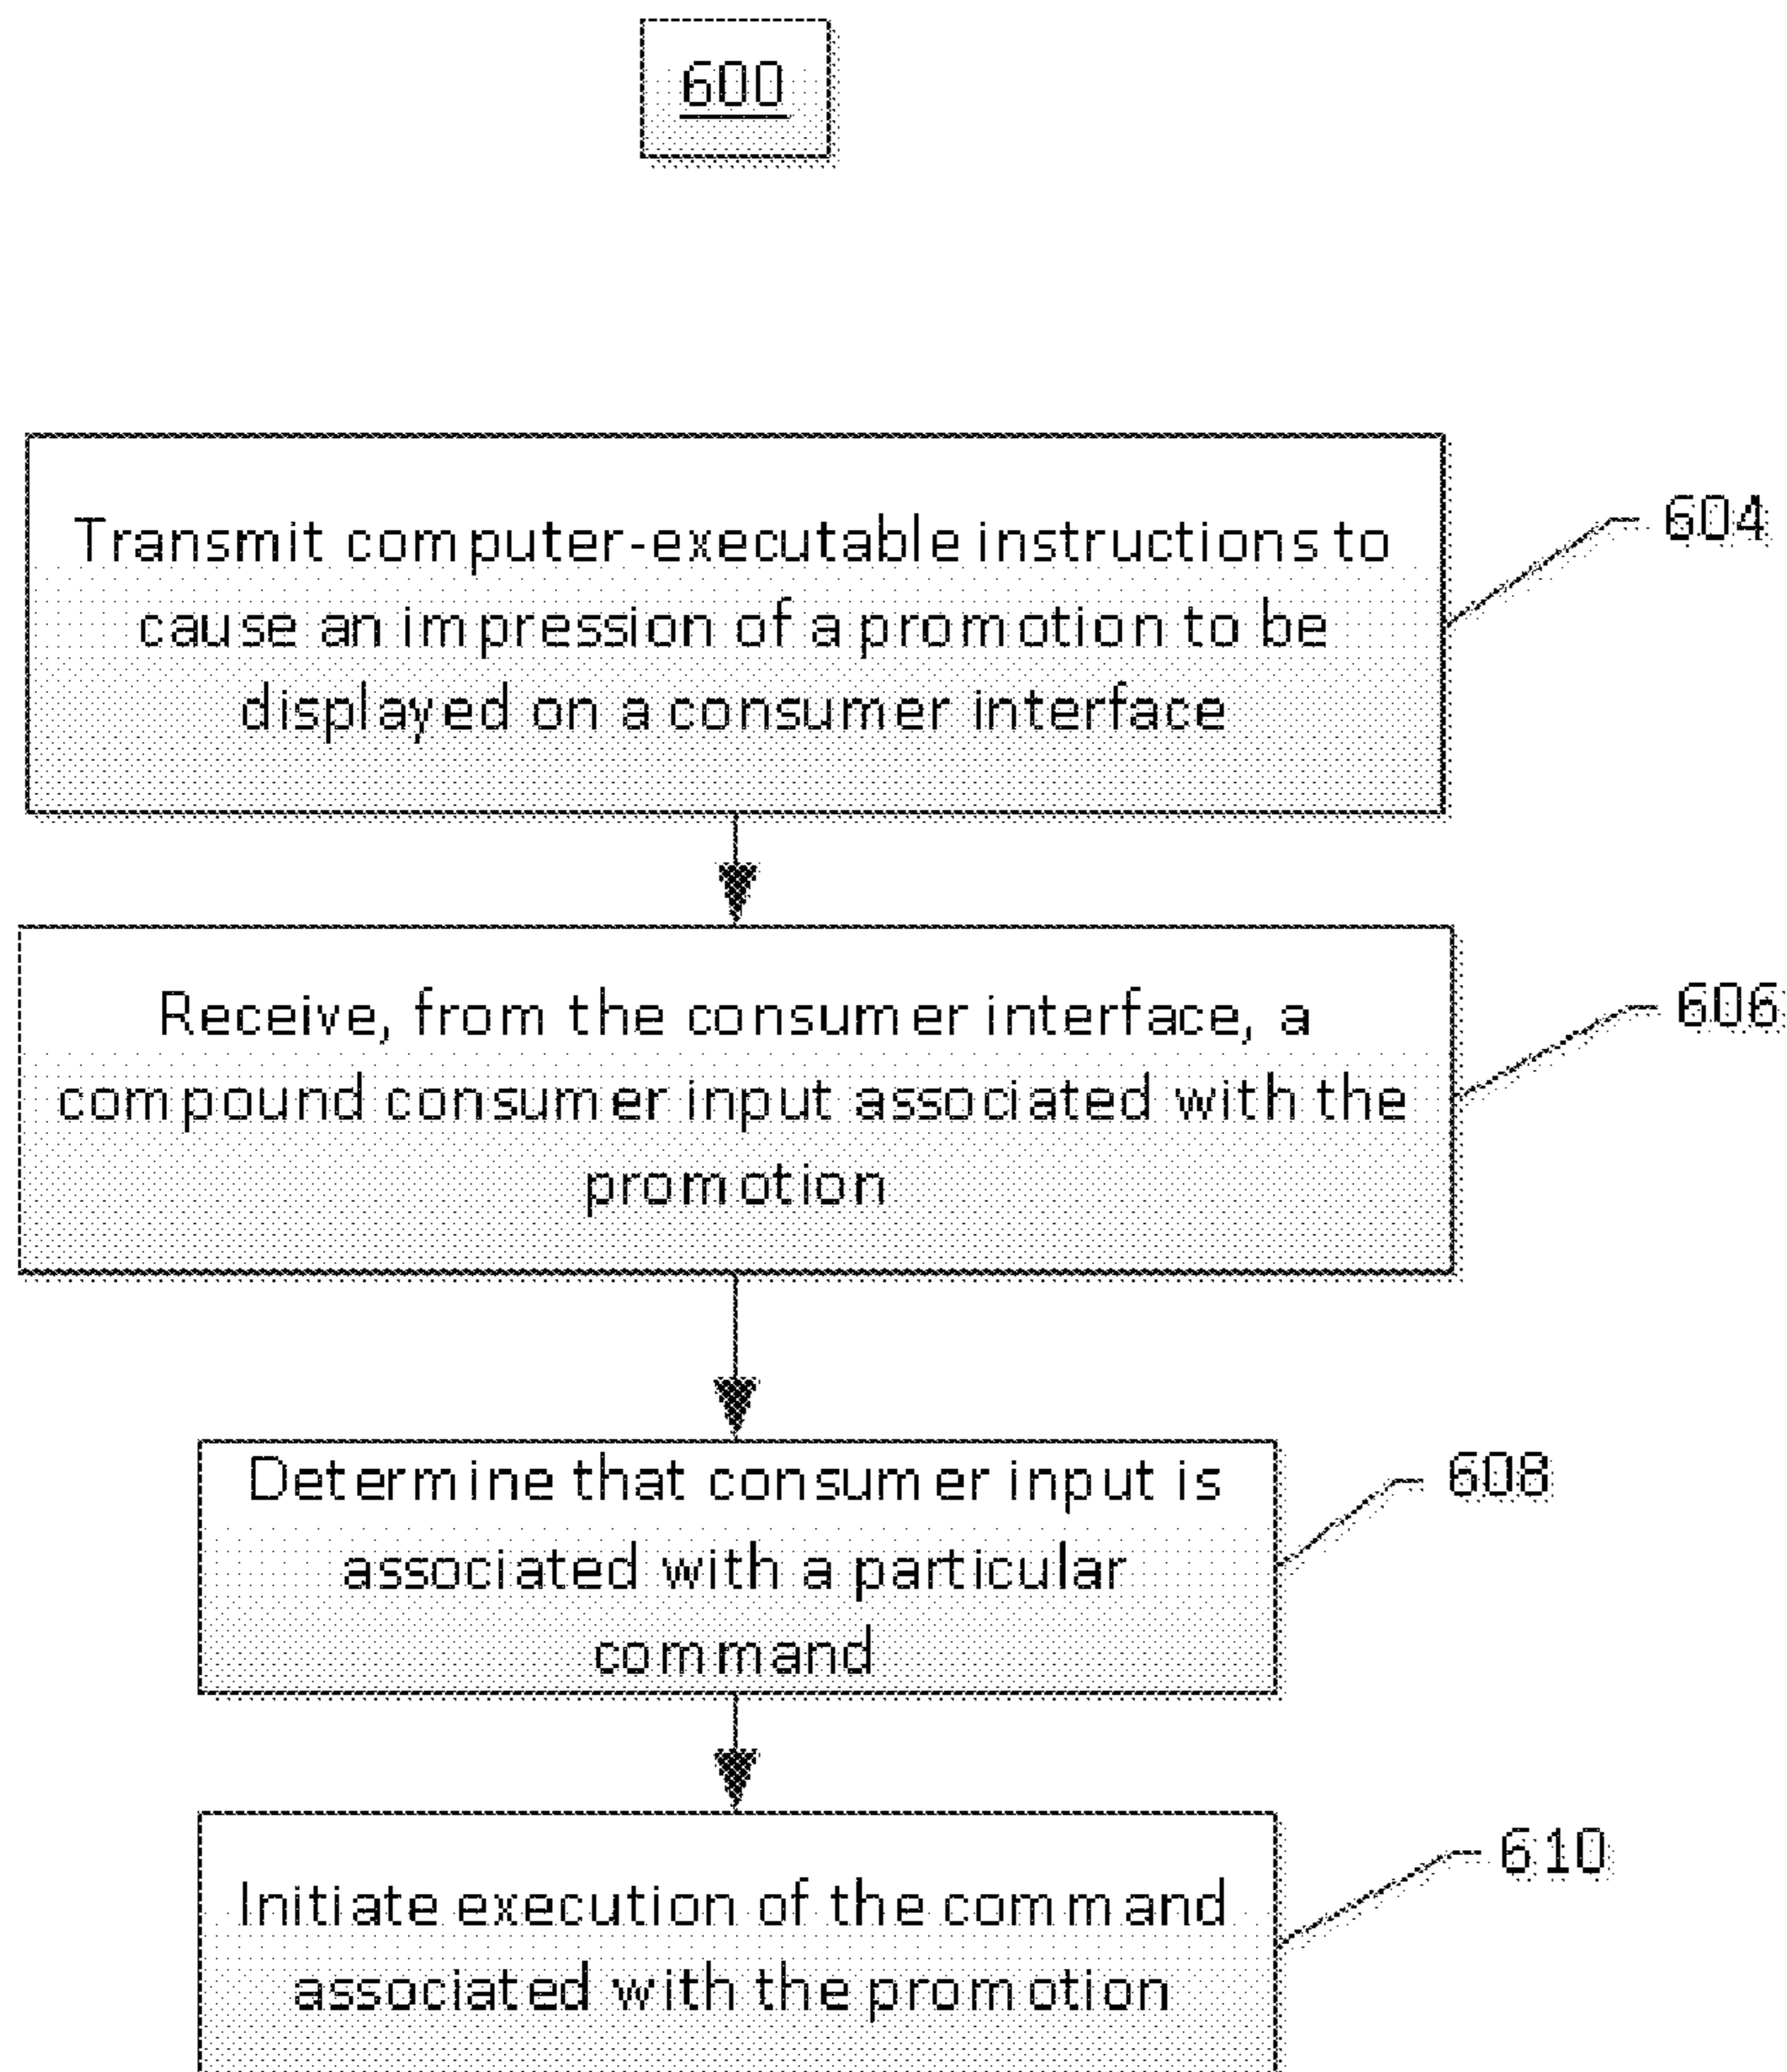 600
Transmit computer-executable instructions to
cause an impression of a promotion to be
displayed on a consumer interface
604
Receive, from the consumer interface, a
compound consumer input associated with the
promotion
606
Determine that consumer input is
associated with a particular
command
608
Initiate execution of the command
associated with the promotion
610